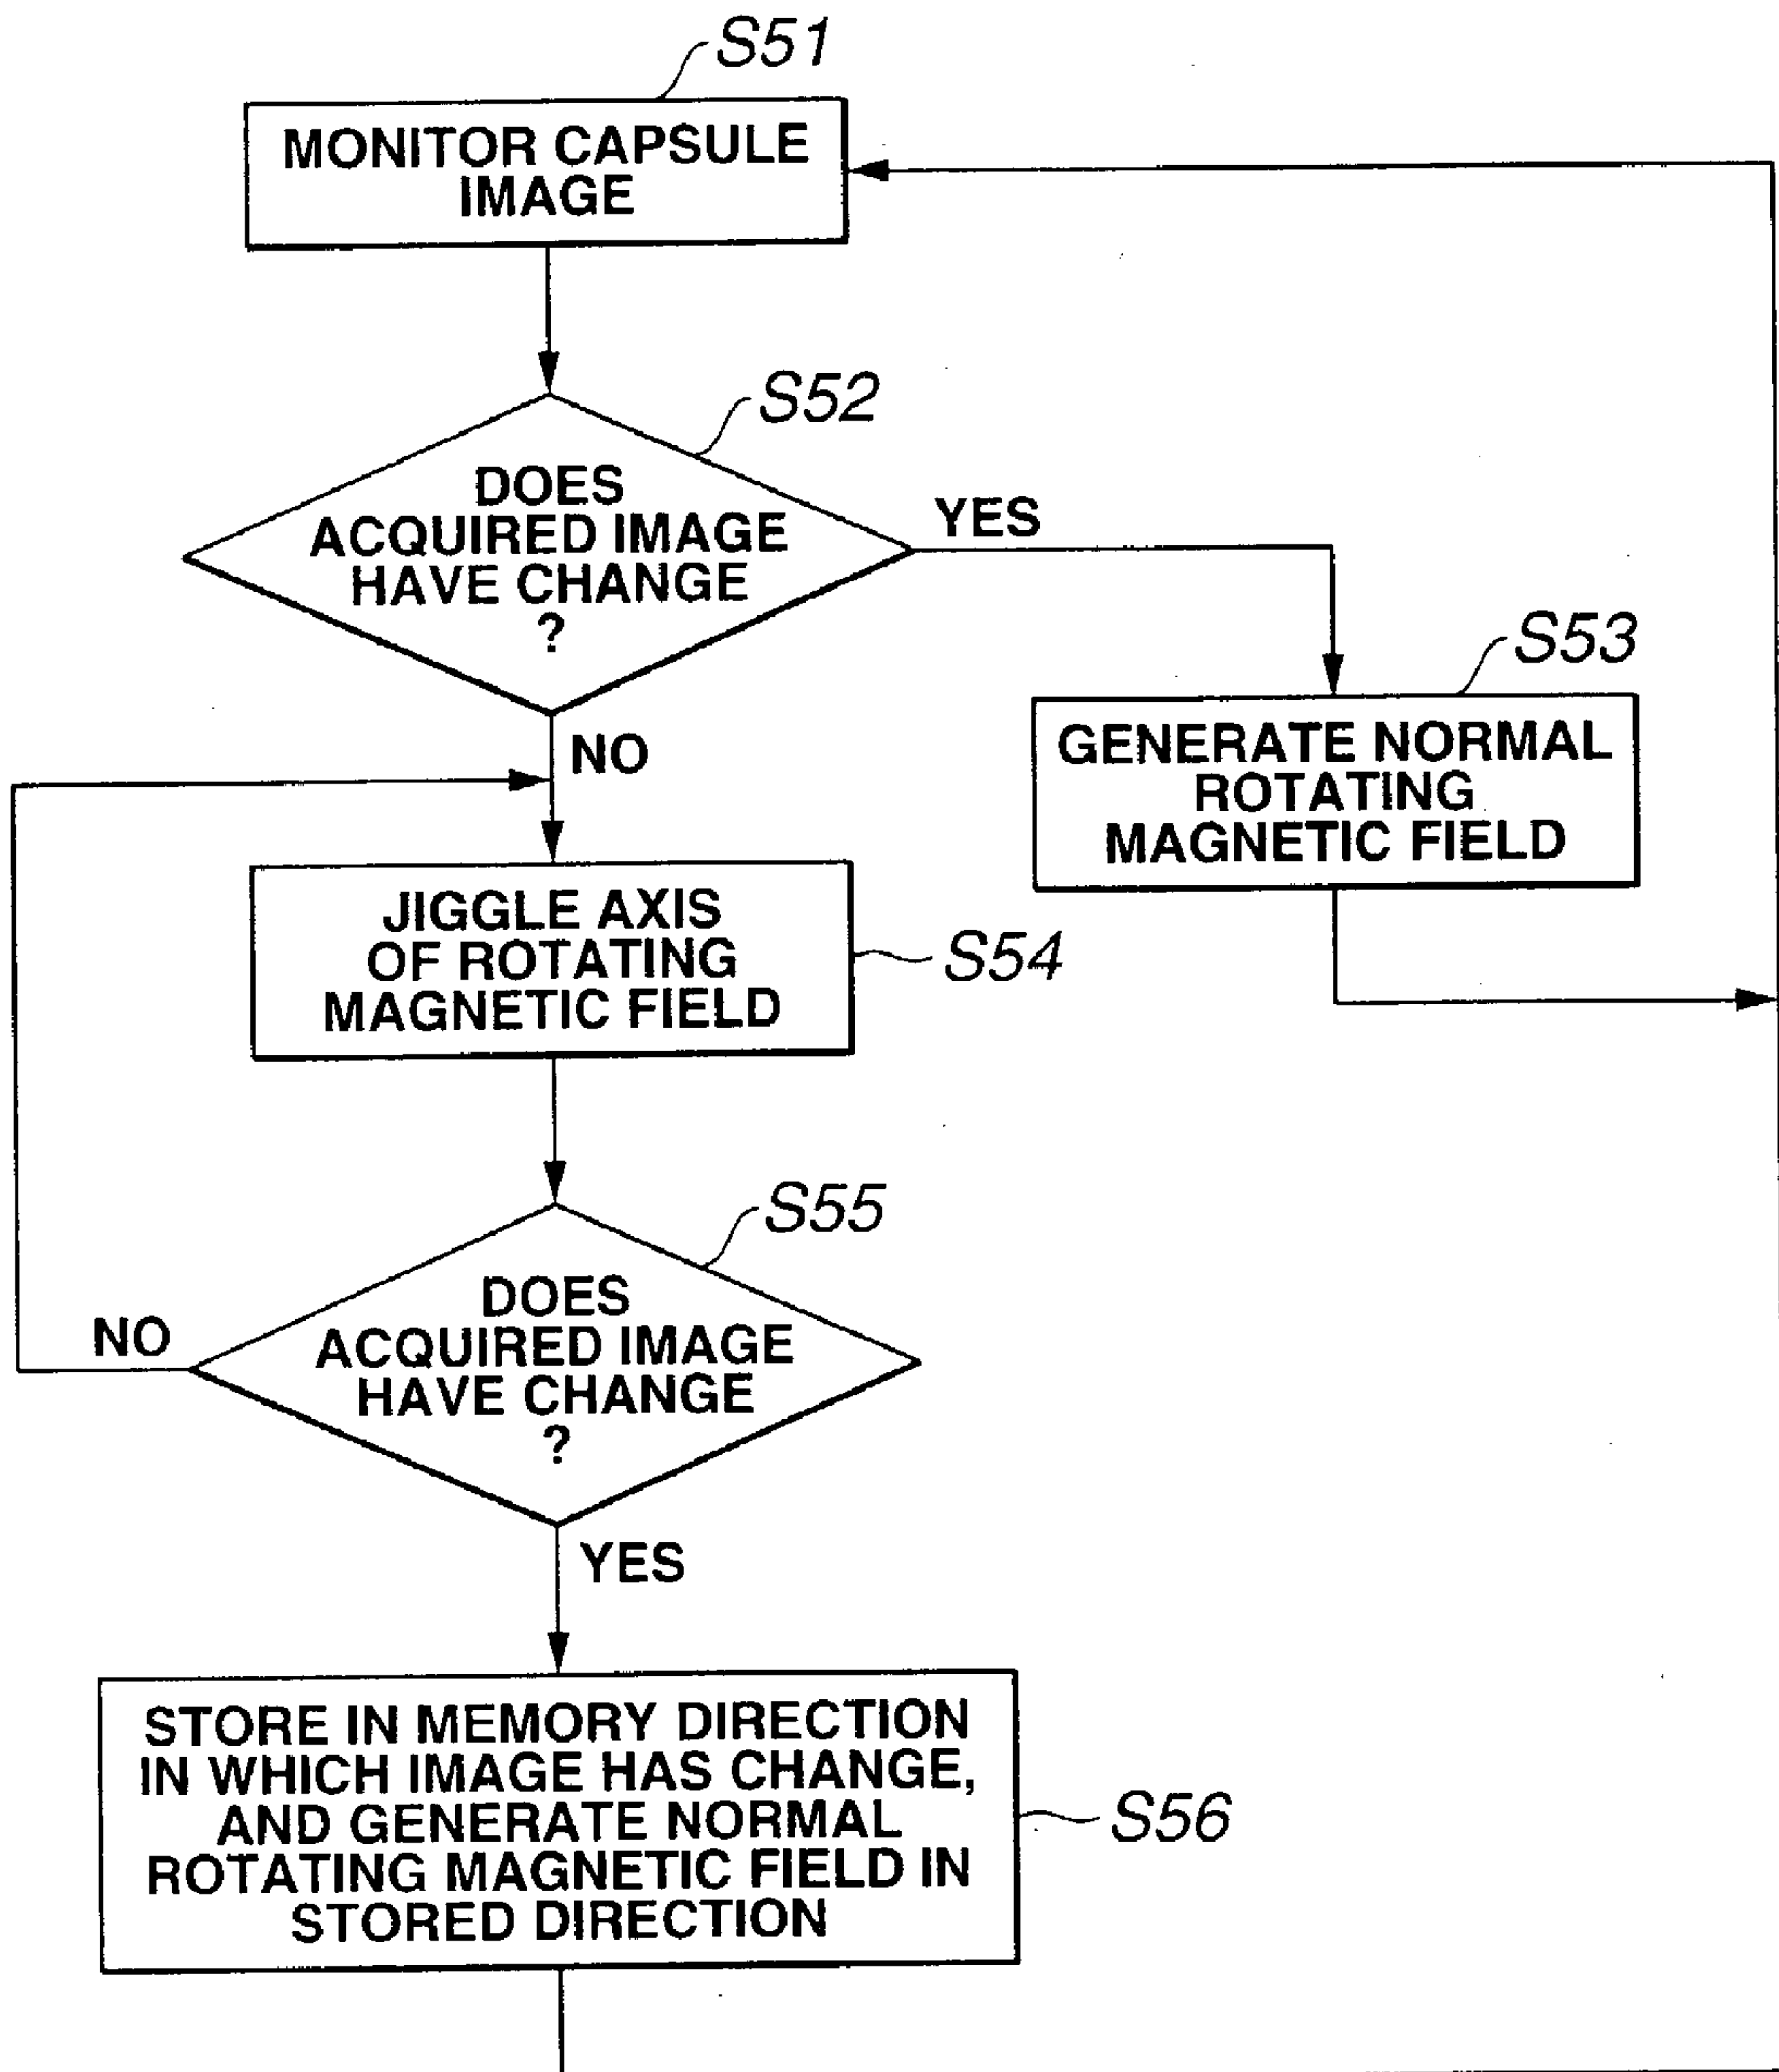 S51
MONITOR CAPSULE
IMAGE
S52
DOES
ACQUIRED IMAGE
HAVE CHANGE
?
YES
S53
NO
GENERATE NORMAL
ROTATING
MAGNETIC FIELD
JIGGLE AXIS
OF ROTATING
MAGNETIC FIELD
S54
S55
DOES
ACQUIRED IMAGE
HAVE CHANGE
?
NO
YES
STORE IN MEMORY DIRECTION
IN WHICH IMAGE HAS CHANGE,
AND GENERATE NORMAL
ROTATING MAGNETIC FIELD IN
STORED DIRECTION
S56